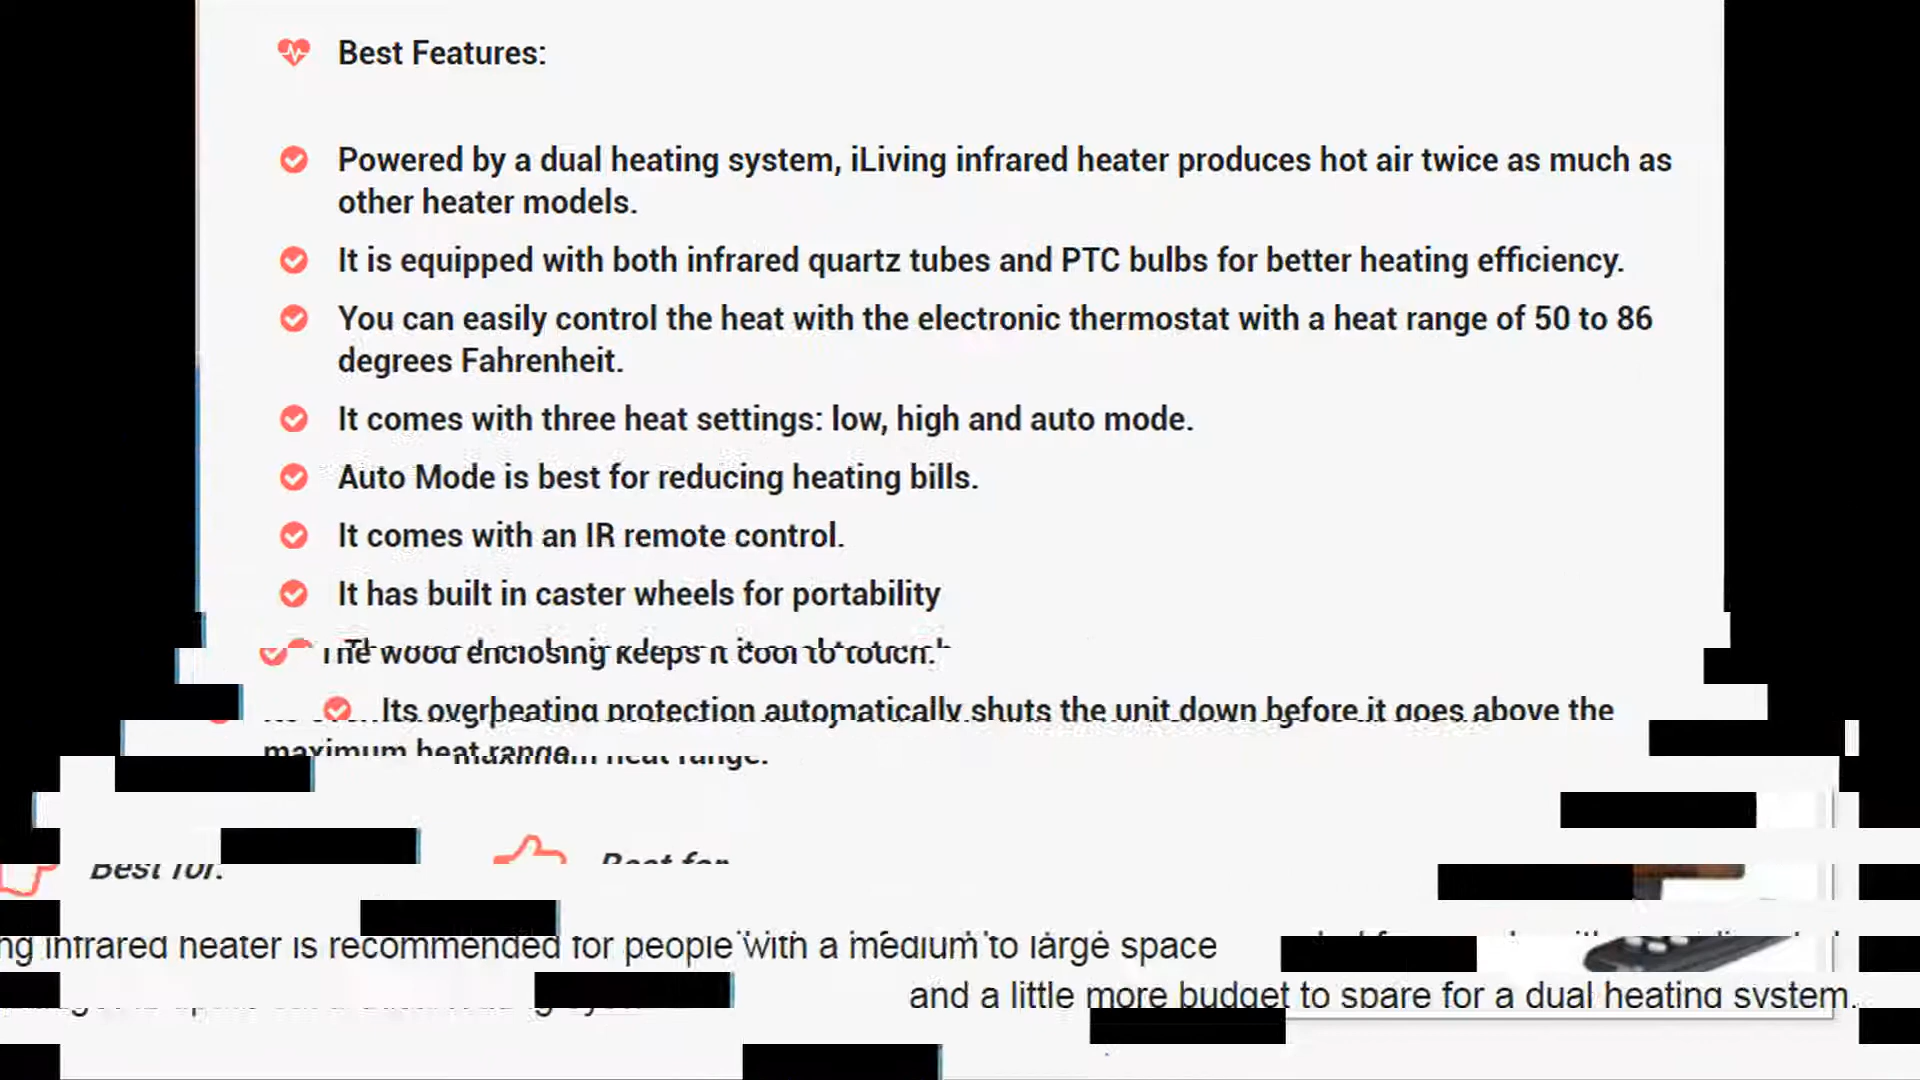 Best Features:
Powered by a dual heating system, iLiving infrared heater produces hot air twice as much as
other heater models.
It is equipped with both infrared quartz tubes and PTC bulbs for better heating efficiency.
You can easily control the heat with the electronic thermostat with a heat range of 50 to 86
degrees Fahrenheit.
It comes with three heat settings: low, high and auto mode.
Auto Mode is best for reducing heating bills.
It comes with an IR remote control.
It has built in caster wheels for portability
The wood enclosing keeps it cool to touch.
Its overheating protection automatically shuts the unit down before it goes above the
maximum heat range.
Best for:
Best for
infrared heater is recommended for people with a medium to large space
and a little more budget to spare for a dual heating system.